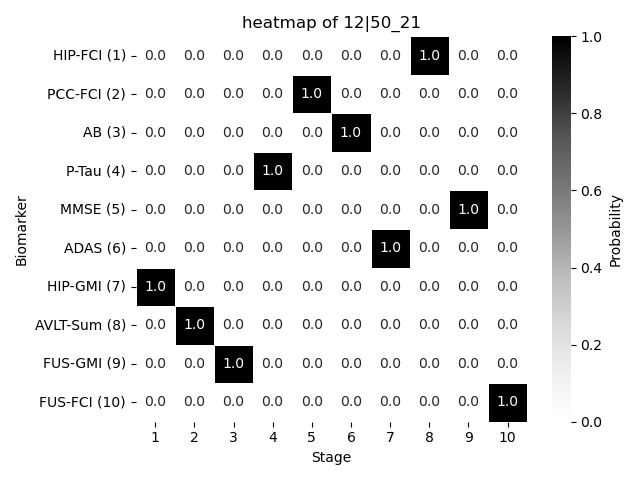 heatmap of 12|50_21
HIP-FCI (1) 0.0 0.0 0.0 0.0 0.0 0.0 0.0 1.0 0.0 0.0
PCC-FCI (2) 0.0 0.0 0.0 0.0 1.0 0.0 0.0 0.0 0.0 0.0
AB (3) 0.0 0.0 0.0 0.0 0.0 1.0 0.0 0.0 0.0 0.0
P-Tau (4) 0.0 0.0 0.0 1.0 0.0 0.0 0.0 0.0 0.0 0.0
MMSE (5) 0.0 0.0 0.0 0.0 0.0 0.0 0.0 0.0 1.0 0.0
ADAS (6) 0.0 0.0 0.0 0.0 0.0 0.0 1.0 0.0 0.0 0.0
HIP-GMI (7) 1.0 0.0 0.0 0.0 0.0 0.0 0.0 0.0 0.0 0.0
AVLT-Sum (8) 0.0 1.0 0.0 0.0 0.0 0.0 0.0 0.0 0.0 0.0
FUS-GMI (9) 0.0 0.0 1.0 0.0 0.0 0.0 0.0 0.0 0.0 0.0
FUS-FCI (10) 0.0 0.0 0.0 0.0 0.0 0.0 0.0 0.0 0.0 1.0
1 2 3 4 5 6 7 8 9 10
Stage
Biomarker
1.0
0.8
0.6
0.4
0.2
0.0
Probability